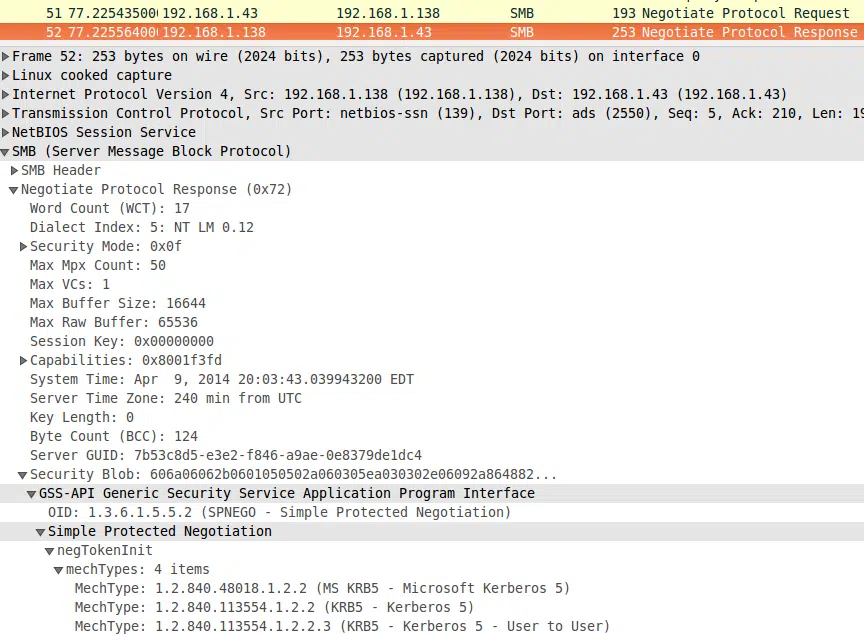 51 77.225435000 192.168.1.43 192.168.1.138 SMB 193 Negotiate Protocol Request
52 77.225564000 192.168.1.138 192.168.1.43 SMB 253 Negotiate Protocol Response
Frame 52: 253 bytes on wire (2024 bits), 253 bytes captured (2024 bits) on interface 0
Linux cooked capture
Internet Protocol Version 4, Src: 192.168.1.138 (192.168.1.138), Dst: 192.168.1.43 (192.168.1.43)
Transmission Control Protocol, Src Port: netbios-ssn (139), Dst Port: ads (2550), Seq: 5, Ack: 210, Len: 19
NetBIOS Session Service
SMB (Server Message Block Protocol)
SMB Header
Negotiate Protocol Response (0x72)
Word Count (WCT): 17
Dialect Index: 5: NT LM 0.12
Security Mode: 0x0f
Max Mpx Count: 50
Max VCs: 1
Max Buffer Size: 16644
Max Raw Buffer: 65536
Session Key: 0x00000000
Capabilities: 0x8001f3fd
System Time: Apr  9, 2014 20:03:43.039943200 EDT
Server Time Zone: 240 min from UTC
Key Length: 0
Byte Count (BCC): 124
Server GUID: 7b53c8d5-e3e2-f846-a9ae-0e8379de1dc4
Security Blob: 606a06062b0601050502a060305ea030302e06092a864882...
GSS-API Generic Security Service Application Program Interface
OID: 1.3.6.1.5.5.2 (SPNEGO - Simple Protected Negotiation)
Simple Protected Negotiation
negTokenInit
mechTypes: 4 items
MechType: 1.2.840.48018.1.2.2 (MS KRB5 - Microsoft Kerberos 5)
MechType: 1.2.840.113554.1.2.2 (KRB5 - Kerberos 5)
MechType: 1.2.840.113554.1.2.2.3 (KRB5 - Kerberos 5 - User to User)